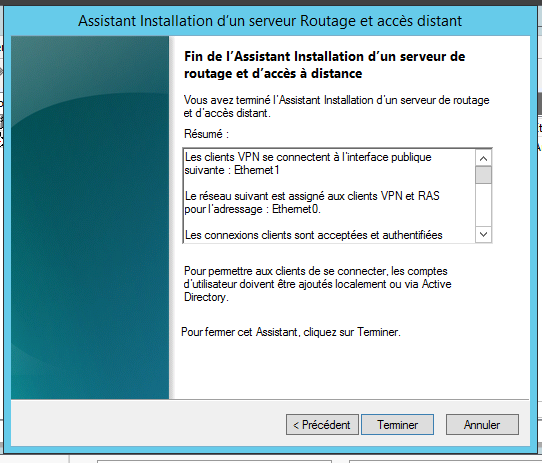 Assistant Installation d'un serveur Routage et accès distant
Fin de l'Assistant Installation d'un serveur de
routage et d'accès à distance
Vous avez terminé l'Assistant Installation d'un serveur de routage
et d'accès distant.
Résumé :
Les clients VPN se connectent à l'interface publique
suivante : Ethernet1
Le réseau suivant est assigné aux clients VPN et RAS
pour l'adressage : Ethernet0.
Les connexions clients sont acceptées et authentifiées
Pour permettre aux clients de se connecter, les comptes
d'utilisateur doivent être ajoutés localement ou via Active
Directory.
Pour fermer cet Assistant, cliquez sur Terminer.
< Précédent
Terminer
Annuler